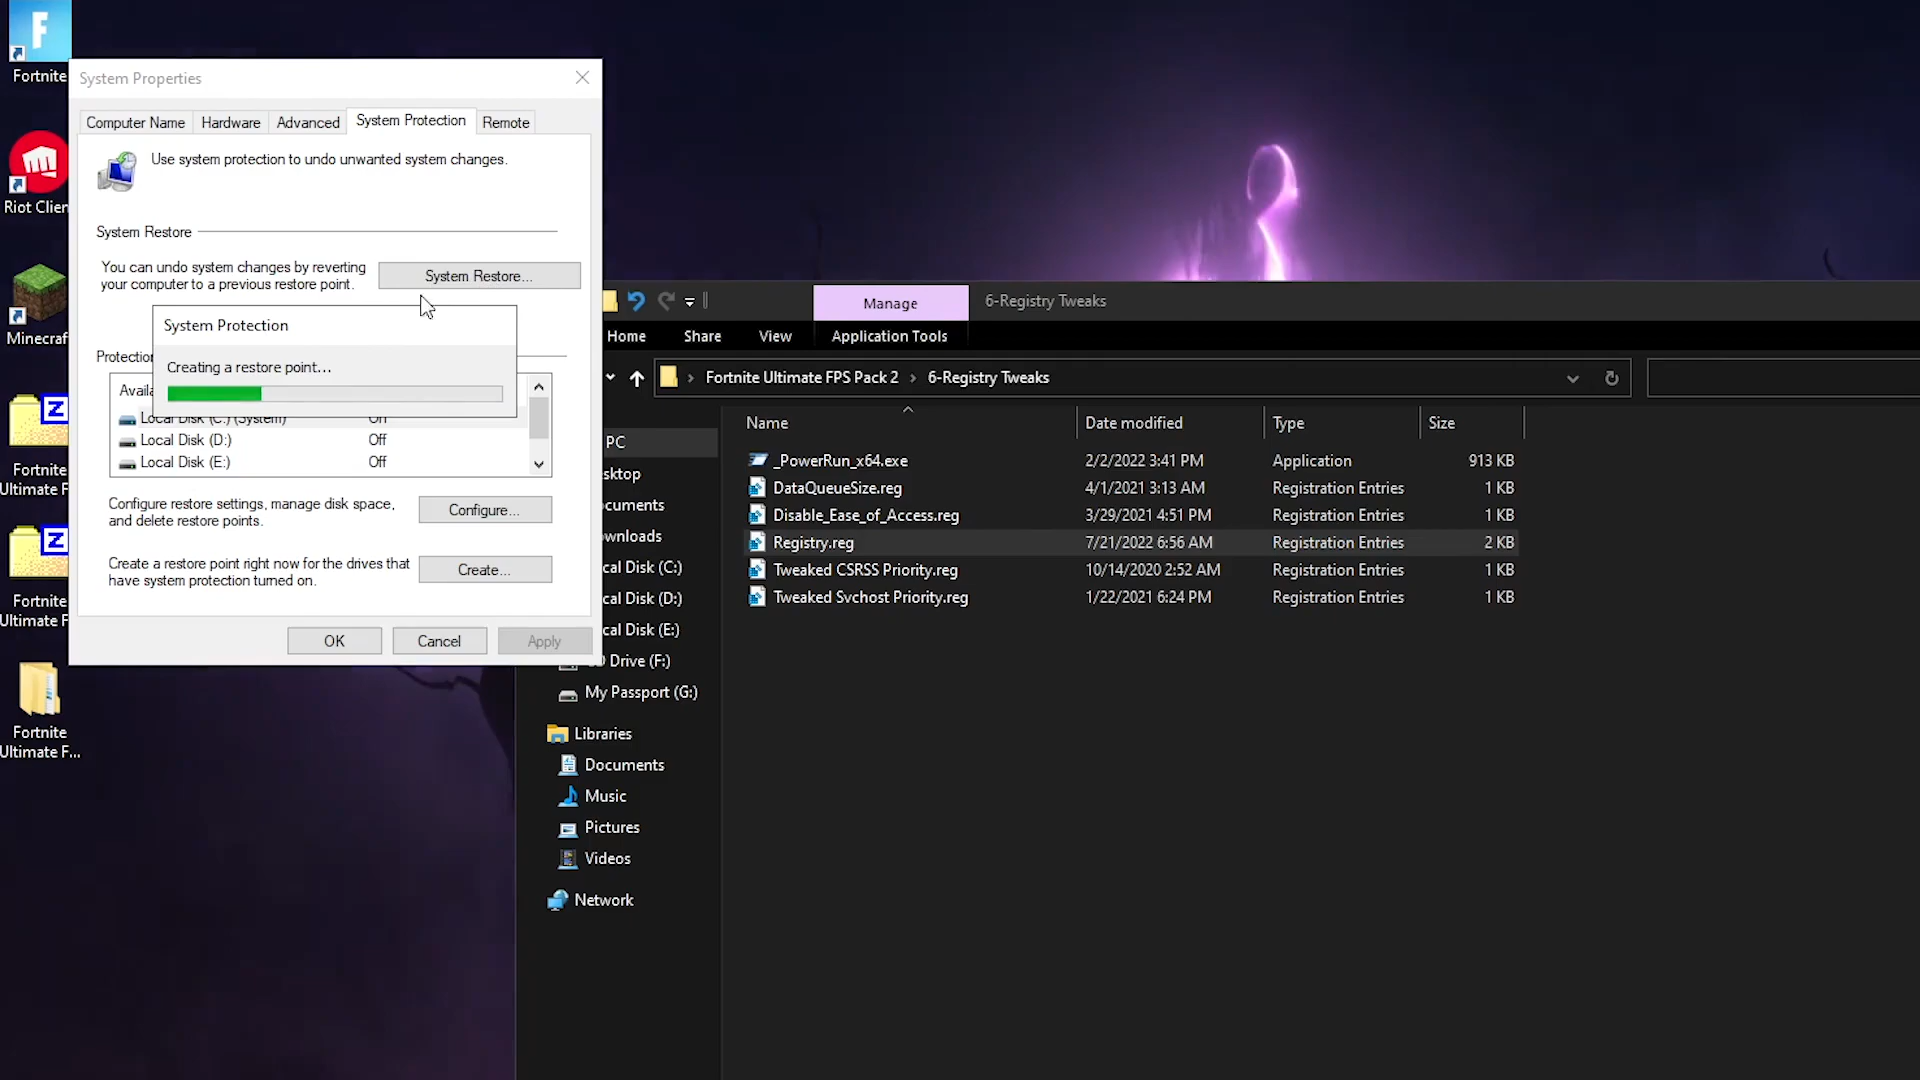 Fortnite
Riot Clien
Minecraf
Fortnite
Ultimate F
Fortnite
Ultimate F
Fortnite
Ultimate F...
System Properties
Computer Name
Hardware
Advanced
System Protection
Remote
Use system protection to undo unwanted system changes.
System Restore
You can undo system changes by reverting
your computer to a previous restore point.
System Restore...
System Protection
Creating a restore point...
Protection
Availa
Local Disk (C:) (System) On
Local Disk (D:) Off
Local Disk (E:) Off
Configure restore settings, manage disk space,
and delete restore points.
Configure...
Create a restore point right now for the drives that
have system protection turned on.
Create...
OK
Cancel
Apply
Manage
6-Registry Tweaks
Home
Share
View
Application Tools
Fortnite Ultimate FPS Pack 2 > 6-Registry Tweaks
Name Date modified Type Size
_PowerRun_x64.exe 2/2/2022 3:41 PM Application 913 KB
DataQueueSize.reg 4/1/2021 3:13 AM Registration Entries 1 KB
Disable_Ease_of_Access.reg 3/29/2021 4:51 PM Registration Entries 1 KB
Registry.reg 7/21/2022 6:56 AM Registration Entries 2 KB
Tweaked CSRSS Priority.reg 10/14/2020 2:52 AM Registration Entries 1 KB
Tweaked Svchost Priority.reg 1/22/2021 6:24 PM Registration Entries 1 KB
PC
sktop
cuments
wnloads
cal Disk (C:)
cal Disk (D:)
cal Disk (E:)
D Drive (F:)
My Passport (G:)
Libraries
Documents
Music
Pictures
Videos
Network